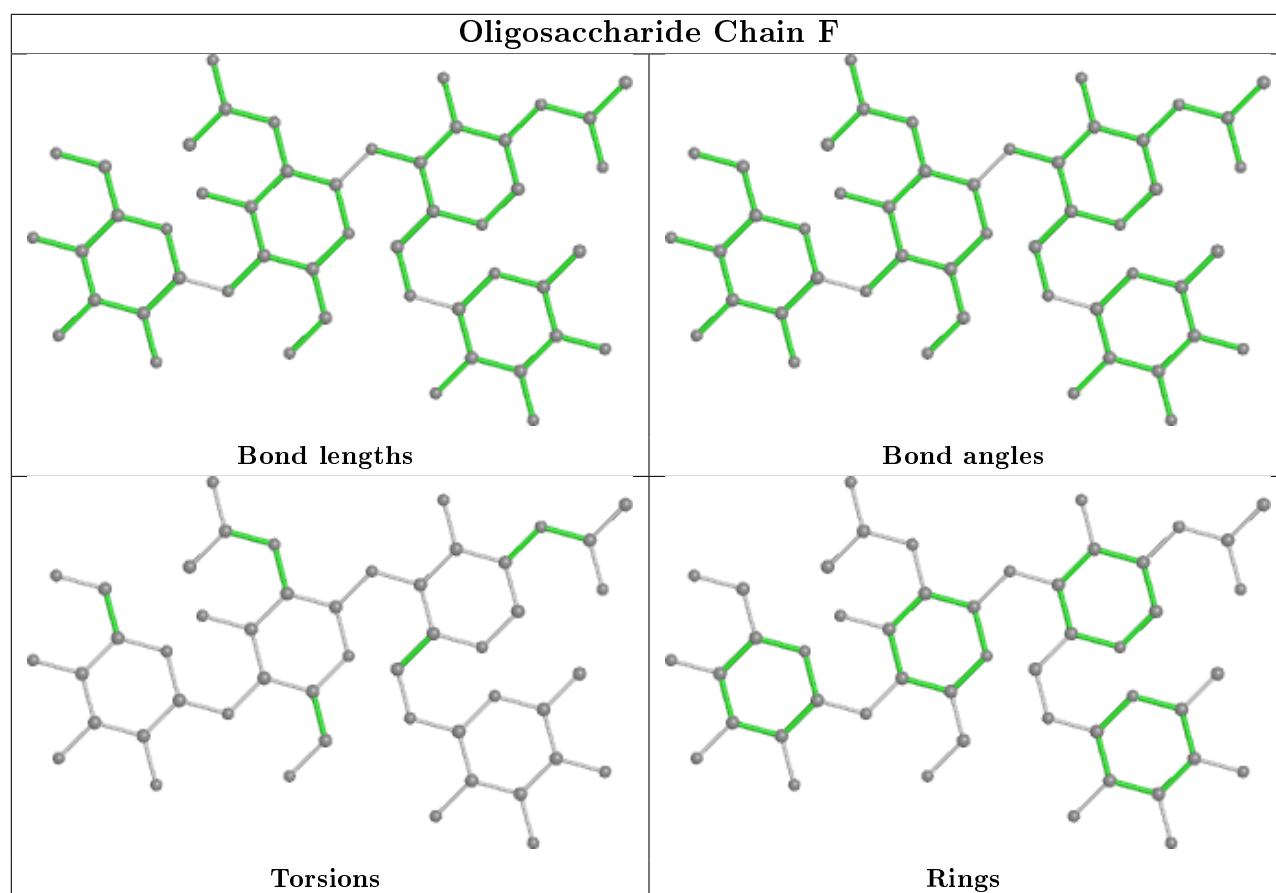 Oligosaccharide Chain F
Bond lengths
Bond angles
Torsions
Rings